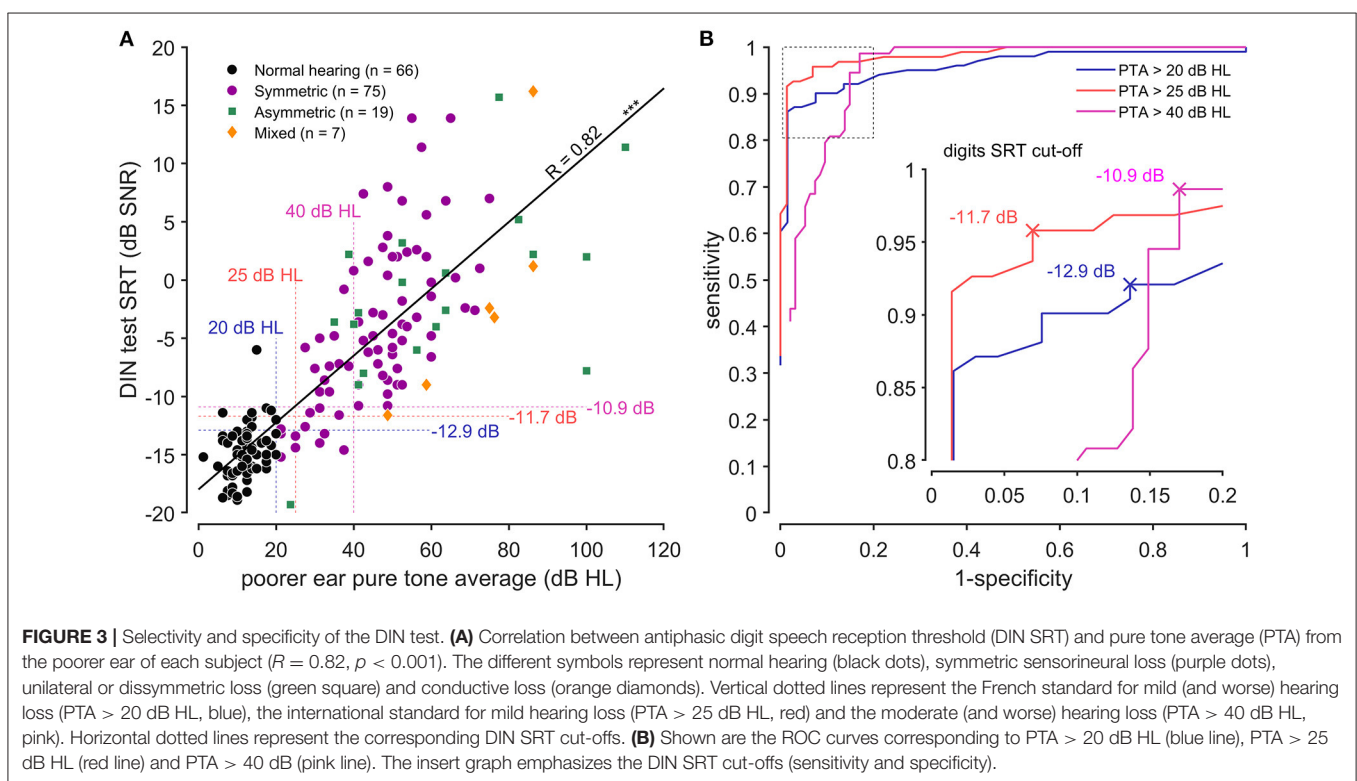 A
20
15
10
5
0
-5
-10
-15
-20
DIN test SRT (dB SNR)
Normal hearing (n = 66)
Symmetric (n = 75)
Asymmetric (n = 19)
Mixed (n = 7)
R = 0.82
***
40 dB HL
25 dB HL
20 dB HL
-10.9 dB
-11.7 dB
-12.9 dB
0 20 40 60 80 100 120
poorer ear pure tone average (dB HL)
B
1
0.9
0.8
0.7
0.6
0.5
0.4
0.3
0.2
0.1
0
sensitivity
PTA > 20 dB HL
PTA > 25 dB HL
PTA > 40 dB HL
digits SRT cut-off
1
0.95
0.9
0.85
0.8
-10.9 dB
-11.7 dB
-12.9 dB
0 0.05 0.1 0.15 0.2
0 0.2 0.4 0.6 0.8 1
1-specificity
FIGURE 3 | Selectivity and specificity of the DIN test. (A) Correlation between antiphasic digit speech reception threshold (DIN SRT) and pure tone average (PTA) from
the poorer ear of each subject (R = 0.82, p < 0.001). The different symbols represent normal hearing (black dots), symmetric sensorineural loss (purple dots),
unilateral or dissymmetric loss (green square) and conductive loss (orange diamonds). Vertical dotted lines represent the French standard for mild (and worse) hearing
loss (PTA > 20 dB HL, blue), the international standard for mild hearing loss (PTA > 25 dB HL, red) and the moderate (and worse) hearing loss (PTA > 40 dB HL,
pink). Horizontal dotted lines represent the corresponding DIN SRT cut-offs. (B) Shown are the ROC curves corresponding to PTA > 20 dB HL (blue line), PTA > 25
dB HL (red line) and PTA > 40 dB (pink line). The insert graph emphasizes the DIN SRT cut-offs (sensitivity and specificity).